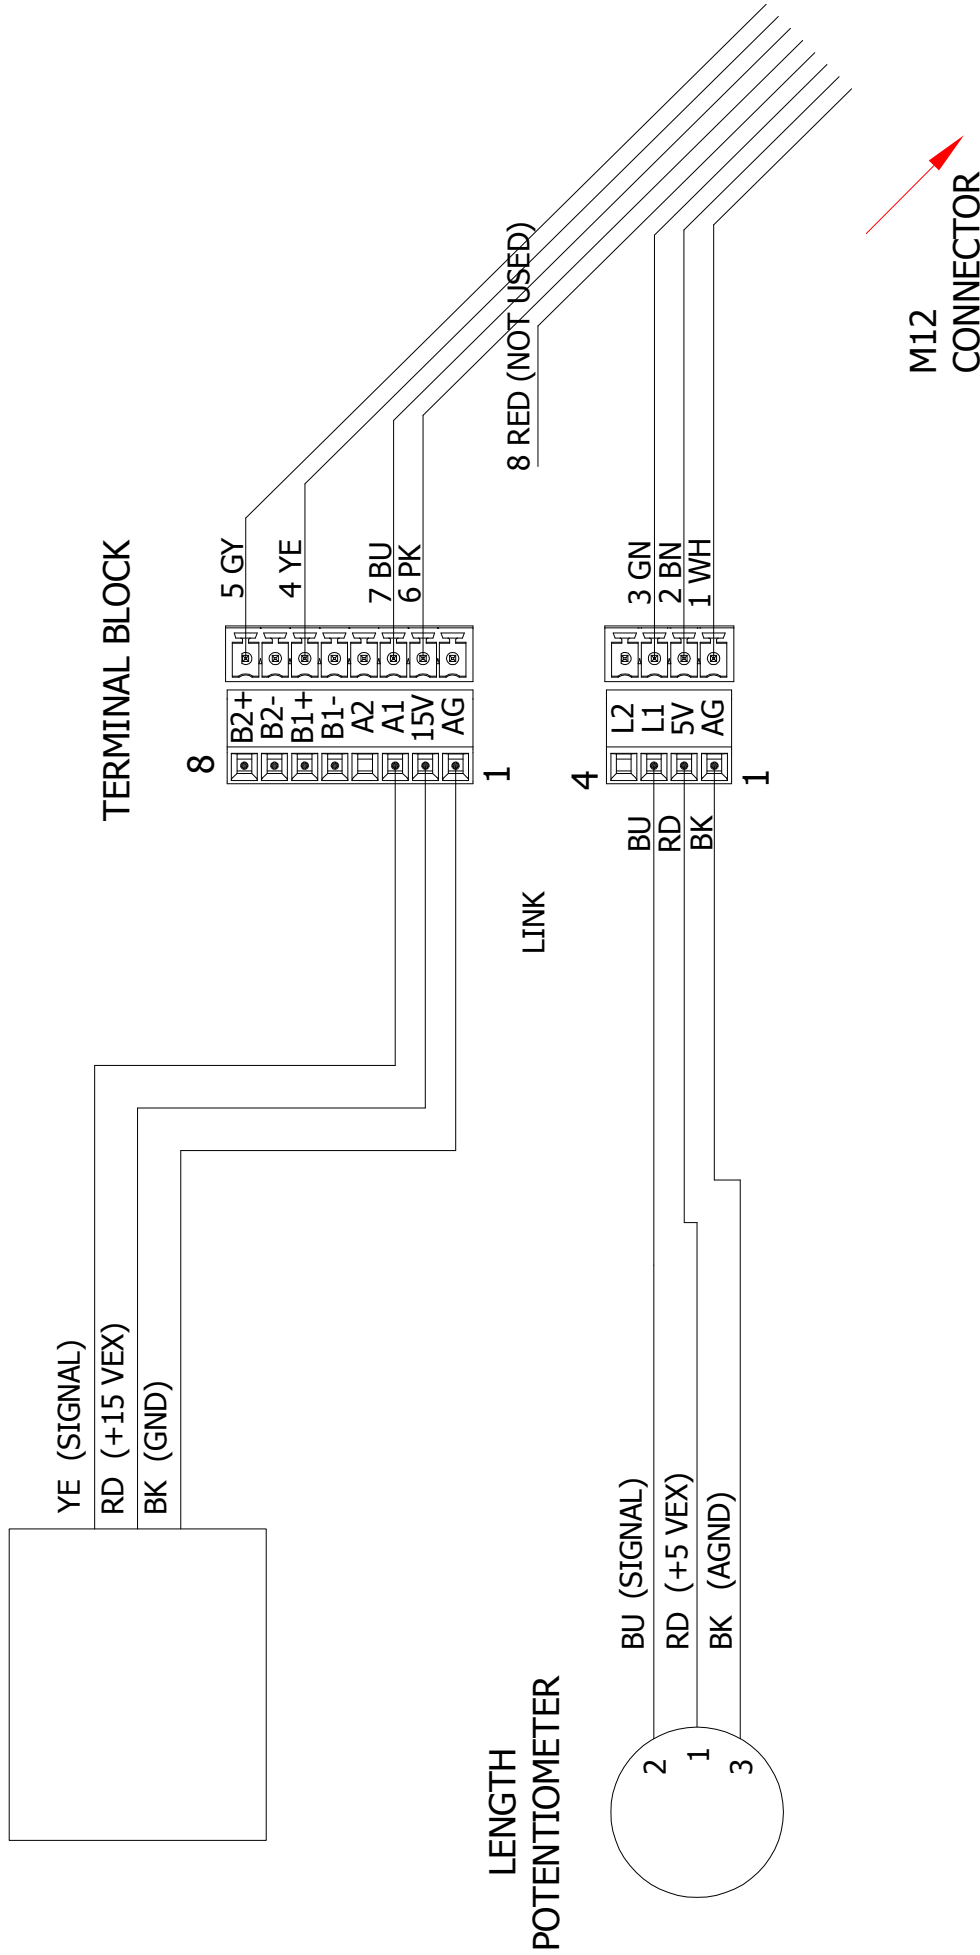 TERMINAL BLOCK
8
B2+
B2-
B1+
B1-
A2
A1
15V
AG
1
5 GY
4 YE
7 BU
6 PK
8 RED (NOT USED)
YE (SIGNAL)
RD (+15 VEX)
BK (GND)
LINK
4
L2
L1
5V
AG
1
3 GN
2 BN
1 WH
BU
RD
BK
BU (SIGNAL)
RD (+5 VEX)
BK (AGND)
LENGTH
POTENTIOMETER
2
1
3
M12
CONNECTOR